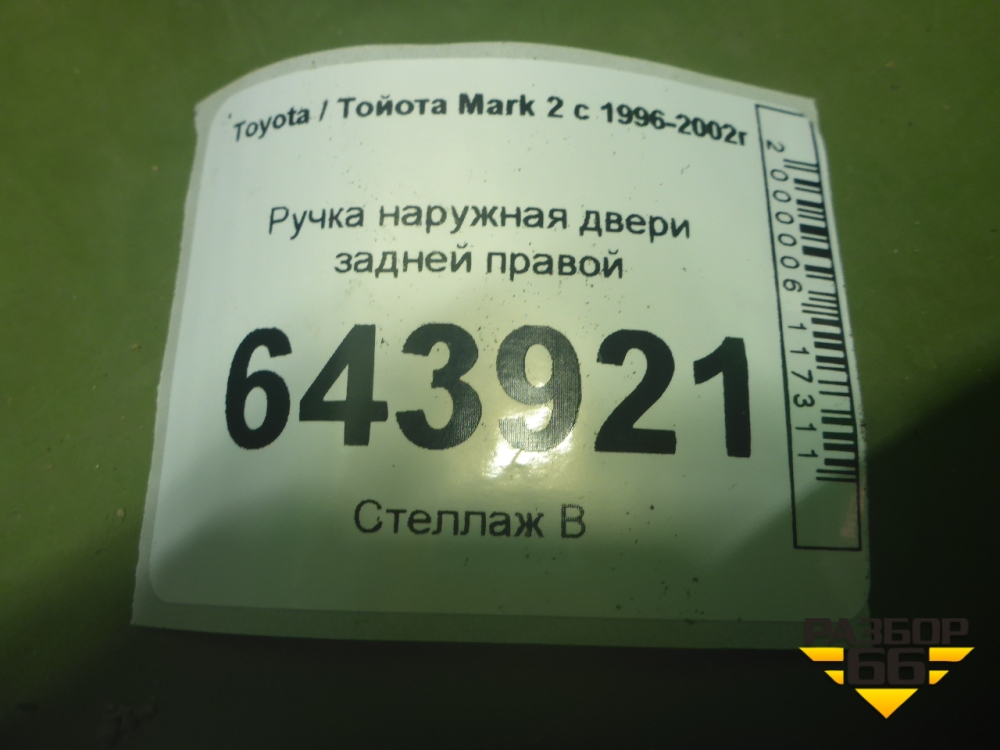 Toyota / Тойота Mark 2 с 1996-2002г
Ручка наружная двери
задней правой
643921
Стеллаж В
2000006117311
РАЗБОР
66